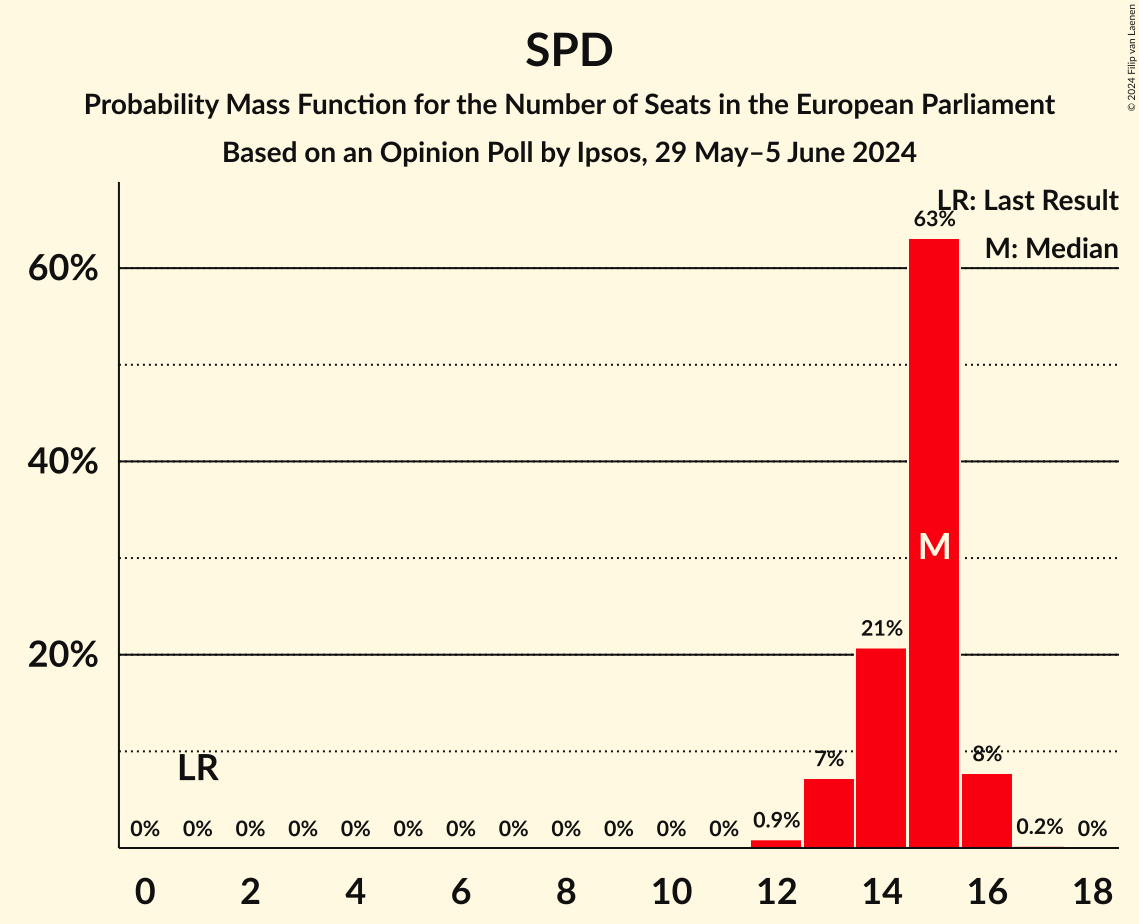 SPD
Probability Mass Function for the Number of Seats in the European Parliament
Based on an Opinion Poll by Ipsos, 29 May–5 June 2024
© 2024 Filip van Laenen
LR: Last Result
M: Median
63%
60%
40%
M
21%
20%
LR
7%
8%
0% 0% 0% 0% 0% 0% 0% 0% 0% 0% 0% 0% 0.9% 0.2% 0%
0 2 4 6 8 10 12 14 16 18